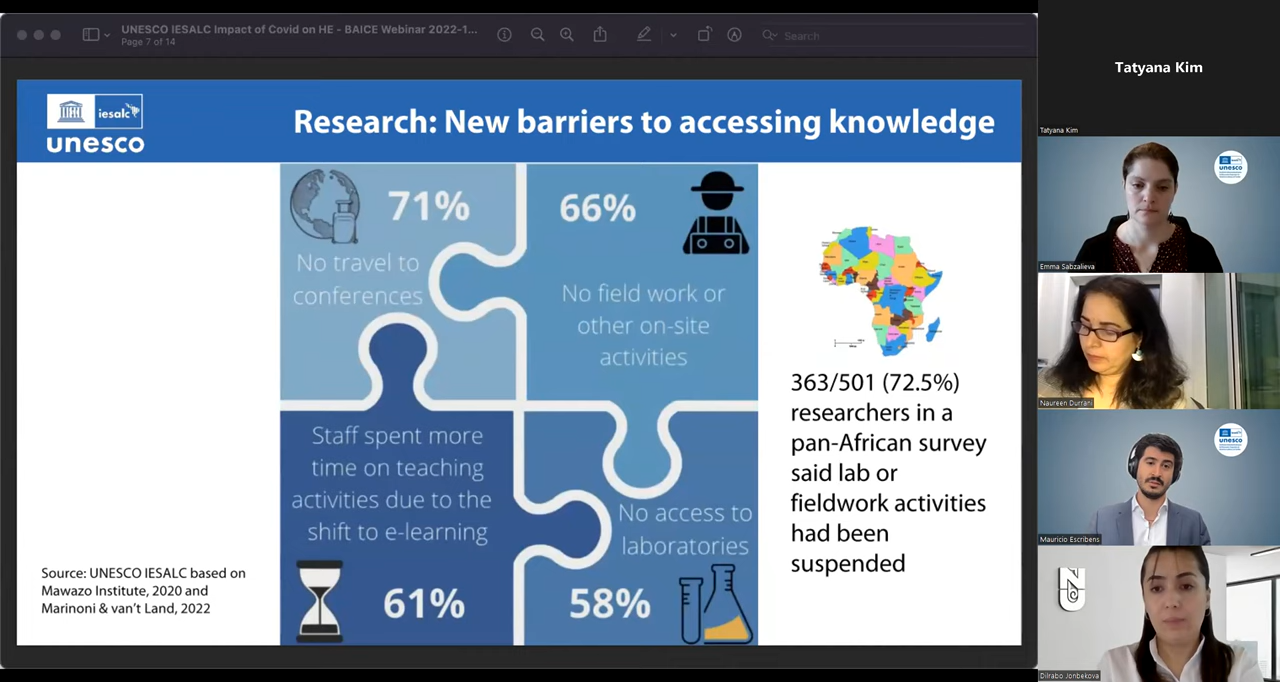 UNESCO IESALC Impact of Covid on HE - BAICE Webinar 2022-1...
Page 7 of 14
Search
iesalc
unesco
Research: New barriers to accessing knowledge
71%
No travel to
conferences
66%
No field work or
other on-site
activities
Staff spent more
time on teaching
activities due to the
shift to e-learning
61%
No access to
laboratories
58%
363/501 (72.5%)
researchers in a
pan-African survey
said lab or
fieldwork activities
had been
suspended
Source: UNESCO IESALC based on
Mawazo Institute, 2020 and
Marinoni & van't Land, 2022
Tatyana Kim
Tatyana Kim
unesco
Emma Sabzalieva
Naureen Durrani
unesco
Mauricio Escribens
Dilrabo Jonbekova